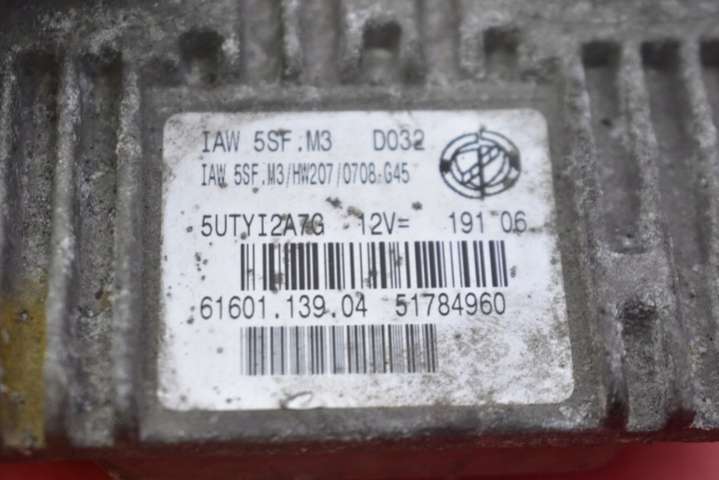 IAW 5SF.M3 D032
IAW 5SF.M3/HW207/0708.G45
5UTYI2A7G 12V= 191 06
61601.139.04 51784960